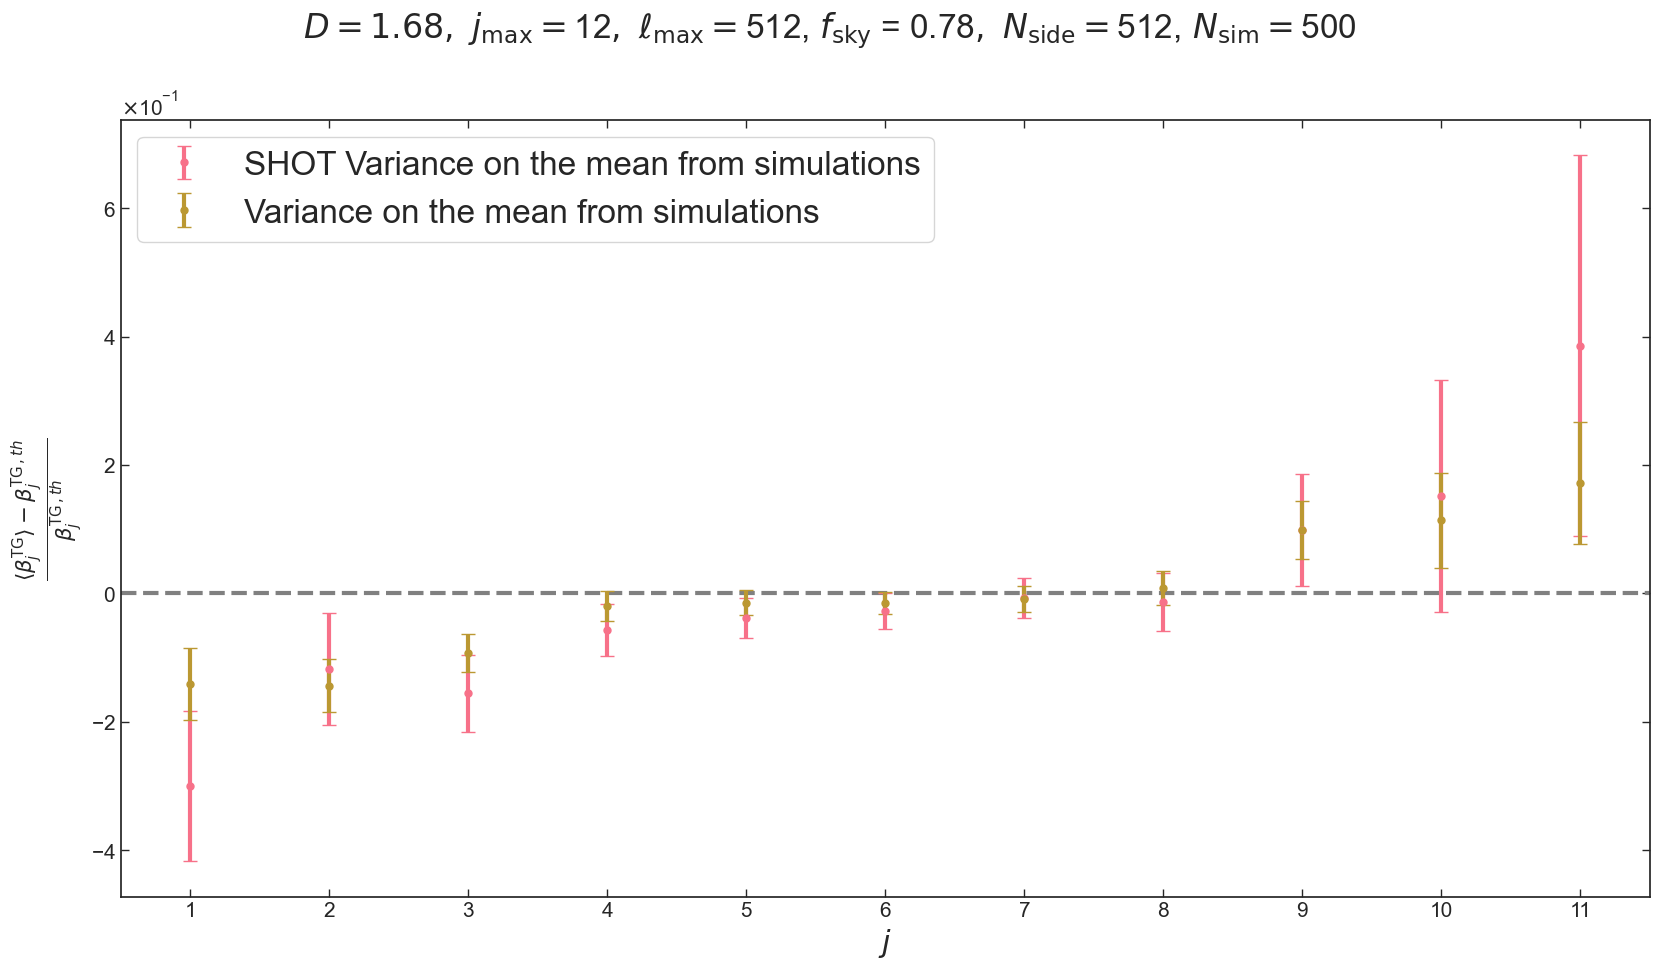 D = 1.68, j_max = 12, ℓ_max = 512, f_sky = 0.78, N_side = 512, N_sim = 500
×10⁻¹
SHOT Variance on the mean from simulations
Variance on the mean from simulations
6
4
2
0
−2
−4
⟨β_j^TG⟩ − β_j^{TG, th}
β_j^{TG, th}
1 2 3 4 5 6 7 8 9 10 11
j